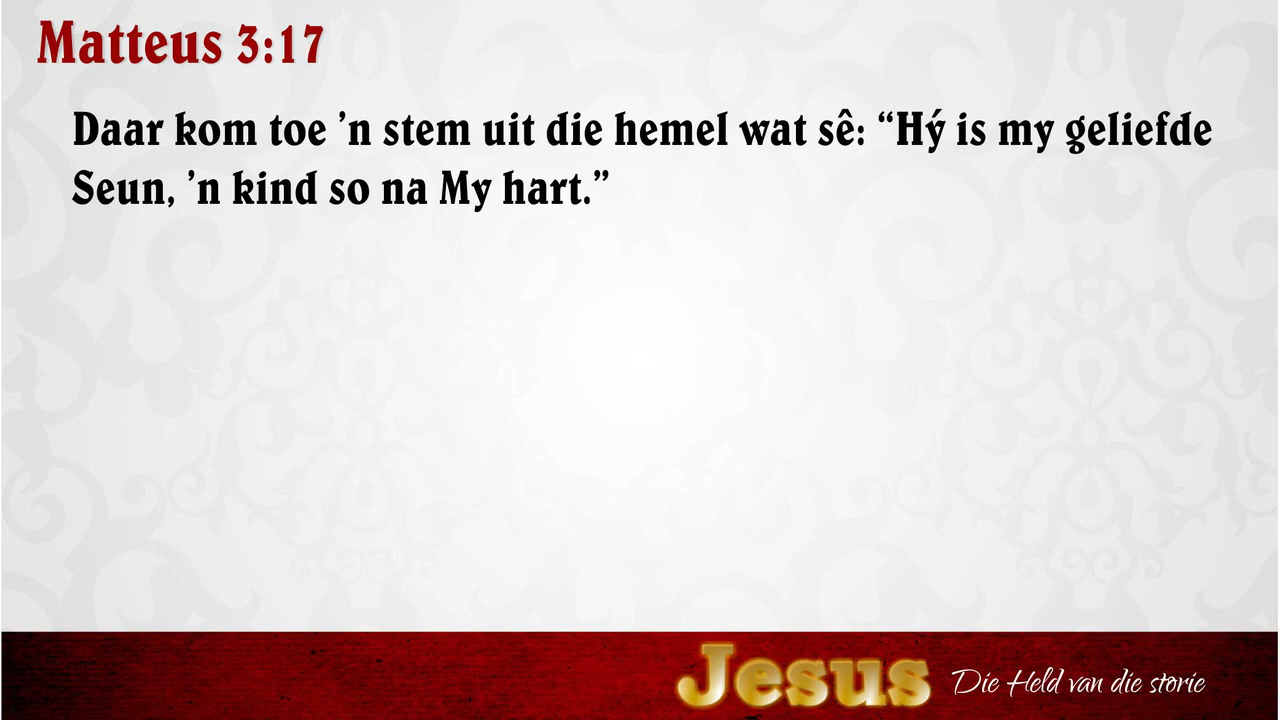 Matteus 3:17
Daar kom toe ’n stem uit die hemel wat sê: “Hý is my geliefde
Seun, ’n kind so na My hart.”
Jesus Die Held van die storie